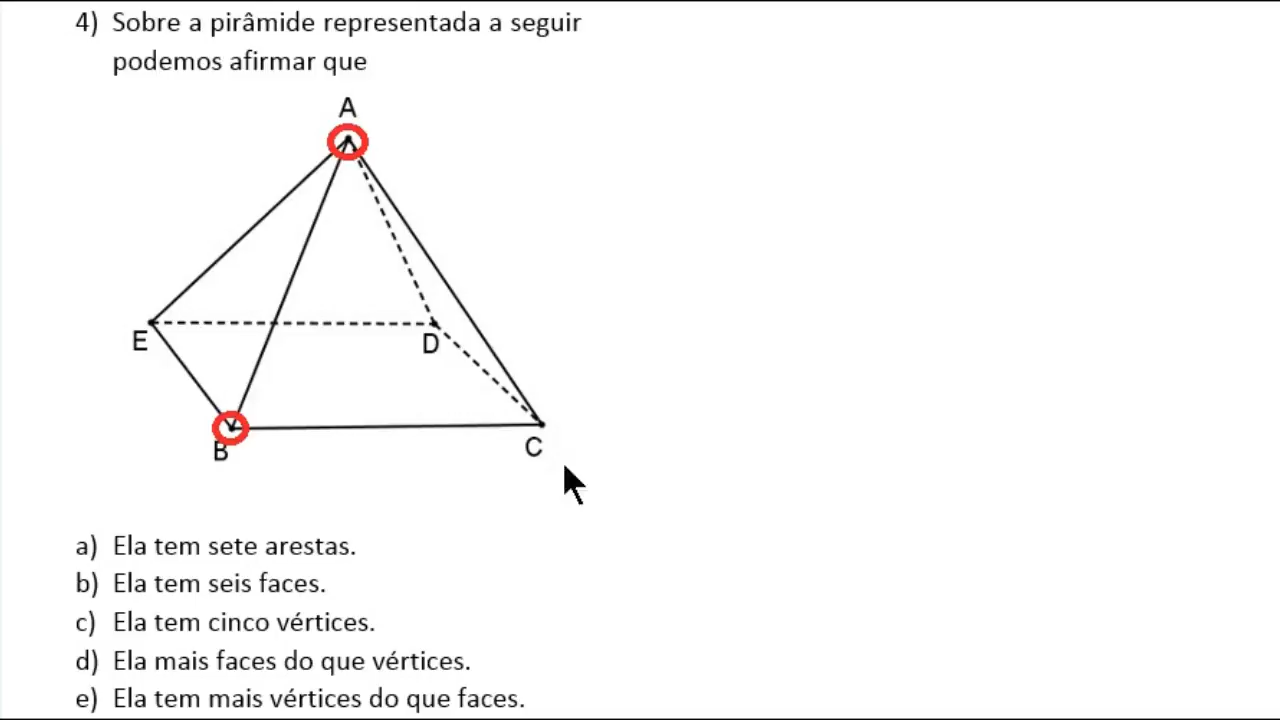 4) Sobre a pirâmide representada a seguir
podemos afirmar que
A
E
D
B
C
a) Ela tem sete arestas.
b) Ela tem seis faces.
c) Ela tem cinco vértices.
d) Ela mais faces do que vértices.
e) Ela tem mais vértices do que faces.